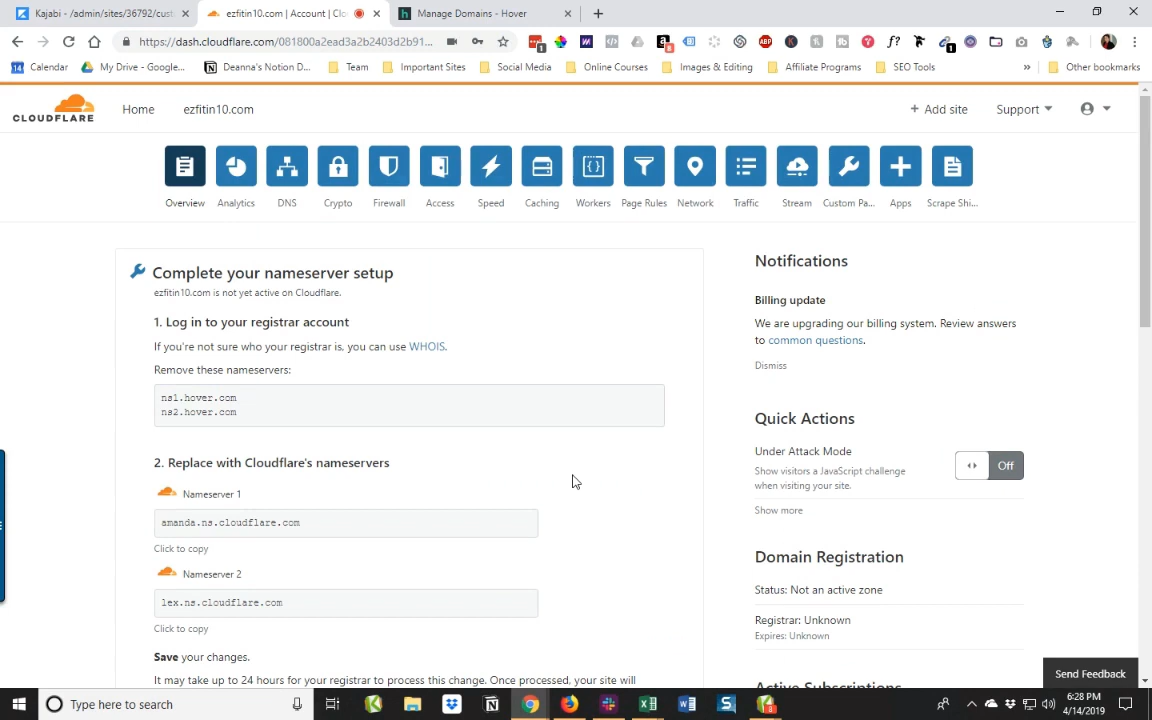 Kajabi - /admin/sites/36792/cust
ezfitin10.com | Account | Clo
Manage Domains - Hover
https://dash.cloudflare.com/081800a2ead3a2b2403d2b91...
Calendar
My Drive - Google...
Deanna's Notion D...
Team
Important Sites
Social Media
Online Courses
Images & Editing
Affiliate Programs
SEO Tools
»
Other bookmarks
CLOUDFLARE
Home
ezfitin10.com
+ Add site
Support
Overview
Analytics
DNS
Crypto
Firewall
Access
Speed
Caching
Workers
Page Rules
Network
Traffic
Stream
Custom Pa...
Apps
Scrape Shi...
Complete your nameserver setup
ezfitin10.com is not yet active on Cloudflare.
1. Log in to your registrar account
If you're not sure who your registrar is, you can use WHOIS.
Remove these nameservers:
ns1.hover.com
ns2.hover.com
2. Replace with Cloudflare's nameservers
Nameserver 1
amanda.ns.cloudflare.com
Click to copy
Nameserver 2
lex.ns.cloudflare.com
Click to copy
Save your changes.
It may take up to 24 hours for your registrar to process this change. Once processed, your site will
Notifications
Billing update
We are upgrading our billing system. Review answers
to common questions.
Dismiss
Quick Actions
Under Attack Mode
Show visitors a JavaScript challenge
when visiting your site.
Off
Show more
Domain Registration
Status: Not an active zone
Registrar: Unknown
Expires: Unknown
Active Subscriptions
Send Feedback
Type here to search
6:28 PM
4/14/2019